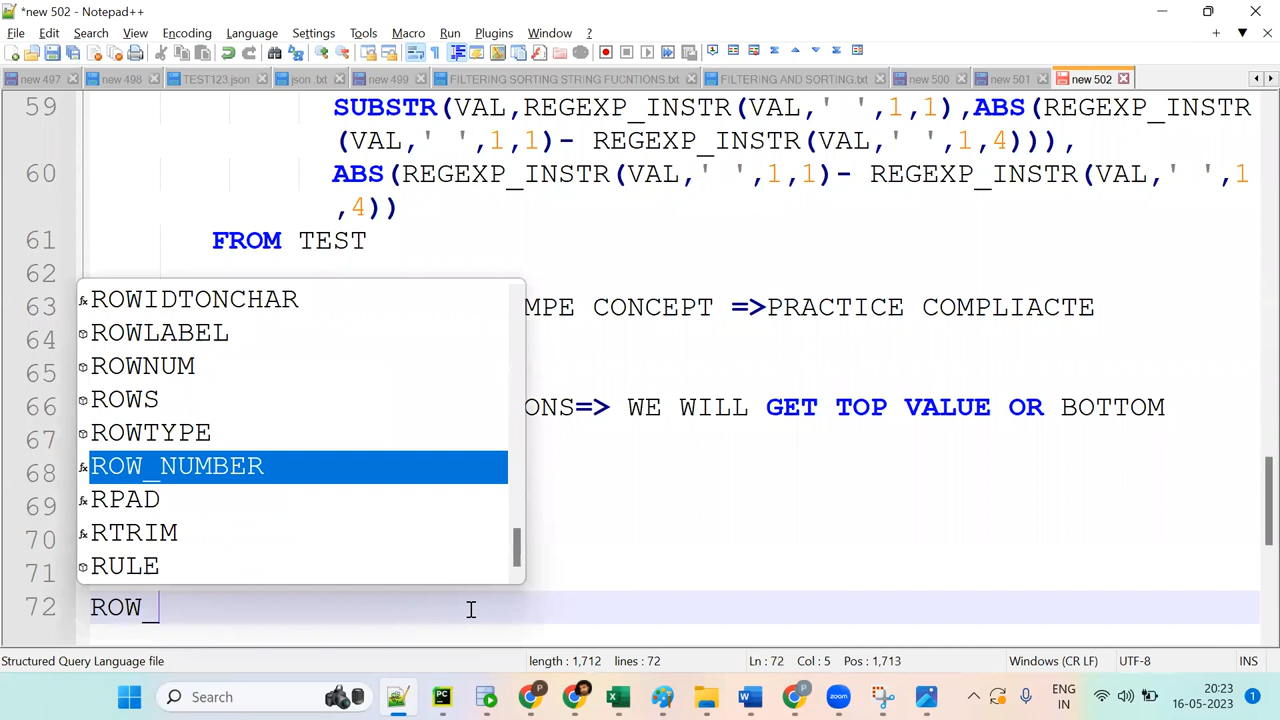 *new 502 - Notepad++
File Edit Search View Encoding Language Settings Tools Macro Run Plugins Window ?
new 497 new 498 TEST123.json json .txt new 499 FILTERING SORTING STRING FUCNTIONS.txt FILTERING AND SORTING.txt new 500 new 501 new 502
59 SUBSTR(VAL,REGEXP_INSTR(VAL,' ',1,1),ABS(REGEXP_INSTR
(VAL,' ',1,1)- REGEXP_INSTR(VAL,' ',1,4))),
60 ABS(REGEXP_INSTR(VAL,' ',1,1)- REGEXP_INSTR(VAL,' ',1
,4))
61 FROM TEST
62
63 MPE CONCEPT =>PRACTICE COMPLIACTE
64
65
66 ONS=> WE WILL GET TOP VALUE OR BOTTOM
67
68
69
70
71
72 ROW_
ROWIDTONCHAR
ROWLABEL
ROWNUM
ROWS
ROWTYPE
ROW_NUMBER
RPAD
RTRIM
RULE
Structured Query Language file length : 1,712 lines : 72 Ln : 72 Col : 5 Pos : 1,713 Windows (CR LF) UTF-8 INS
Search
ENG
IN
20:23
16-05-2023